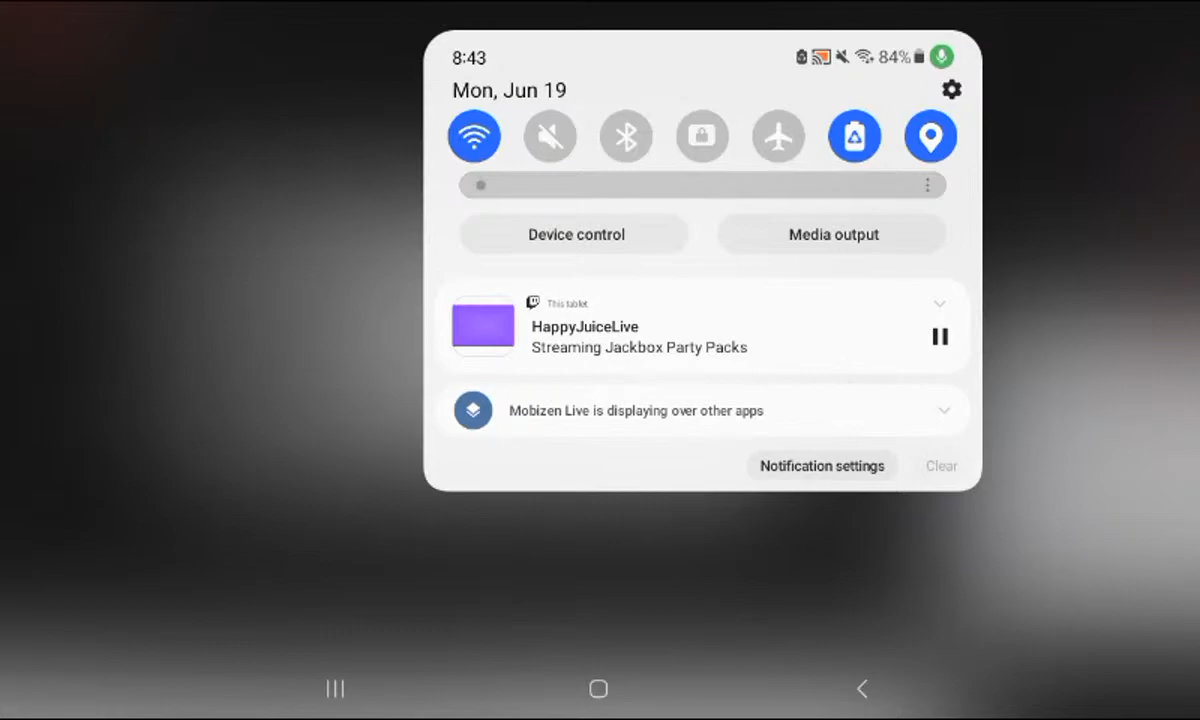 8:43
84%
Mon, Jun 19
Device control
Media output
This tablet
HappyJuiceLive
Streaming Jackbox Party Packs
Mobizen Live is displaying over other apps
Notification settings
Clear